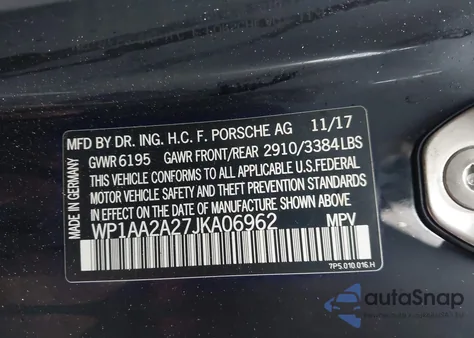 MFD BY DR. ING. H.C. F. PORSCHE AG 11/17
GVWR 6195 GAWR FRONT/REAR 2910/3384LBS
THIS VEHICLE CONFORMS TO ALL APPLICABLE U.S.FEDERAL
MOTOR VEHICLE SAFETY AND THEFT PREVENTION
STANDARDS IN EFFECT ON THE DATE OF MANUFACTURE
SHOWN ABOVE
WP1AA2A27JKA06962 MPV
7P5.010.016.H
MADE IN GERMANY
autoSnap